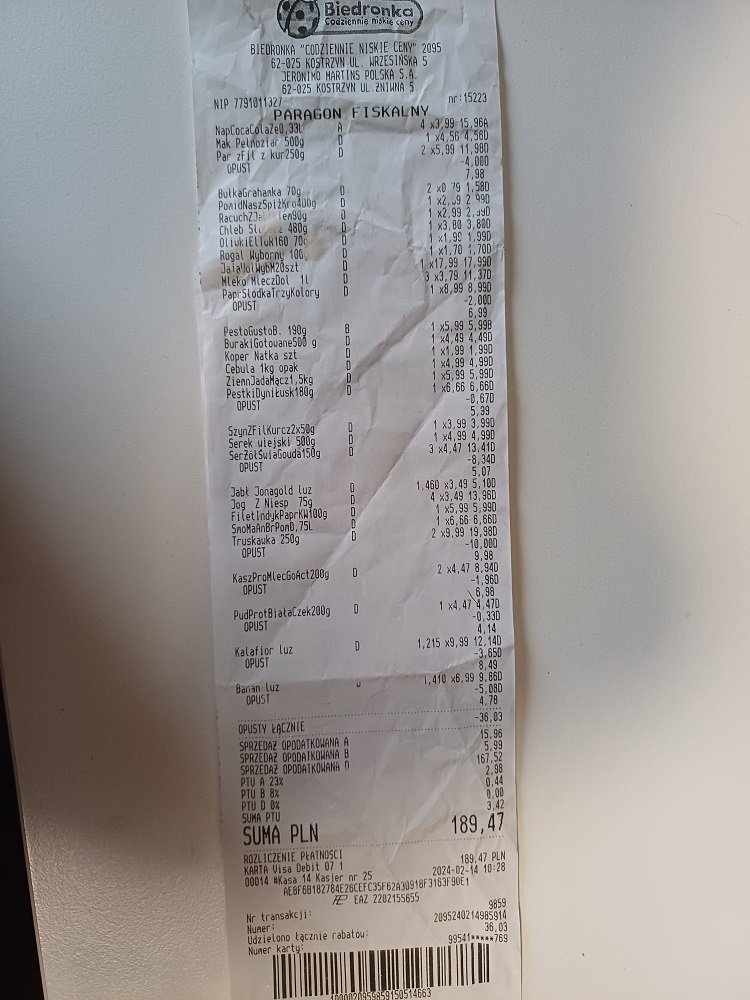 Biedronka
Codziennie niskie ceny
BIEDRONKA "CODZIENNIE NISKIE CENY" 2095
62-025 KOSTRZYN UL. WRZESIŃSKA 5
JERONIMO MARTINS POLSKA S.A.
62-025 KOSTRZYN UL.ŻNIWNA 5
NIP 7791011327 nr:15223
PARAGON FISKALNY
NapCocaColaZe0,33L A 4 x3,99 15,96A
Mak Pełnoziar 500g D 1 x4,56 4,56D
Par zFil z kur250g D 2 x5,99 11,98D
OPUST -4,00D
7,98
BułkaGrahamka 70g D 2 x0,79 1,58D
PomidNaszSpiżKro400g D 1 x2,99 2,99D
D 1 x2,99 2,99D
Chleb 480g D 1 x3,80 3,80D
D 1 x1,99 1,99D
Rogal Wyborny 100 D 1 x1,70 1,70D
JajaWolWybM20szt D 1 x17,99 17,99D
Mleko MleczDol 1l D 3 x3,79 11,37D
PaprSłodkaTrzyKolory D 1 x8,99 8,99D
OPUST -2,00D
6,99
PestoGustoB. 190g B 1 x5,99 5,99B
BurakiGotowane500 g D 1 x4,49 4,49D
Koper Natka szt D 1 x1,99 1,99D
Cebula 1kg opak D 1 x4,99 4,99D
ZiemnJadaMącz1,5kg D 1 x5,99 5,99D
PestkiDyniŁusk180g D 1 x6,66 6,66D
OPUST -0,67D
5,99
SzynZFilKurcz2x50g D 1 x3,99 3,99D
Serek wiejski 500g D 1 x4,99 4,99D
SerŻółŚwiaGouda150g D 3 x4,47 13,41D
OPUST -8,34D
5,07
Jabł Jonagold luz D 1,460 x3,49 5,10D
Jog Z Niesp 75g D 4 x3,49 13,96D
FiletIndykPaprKW100g D 1 x5,99 5,99D
SmoMaAnBrPomD,75L D 1 x6,66 6,66D
Truskawka 250g D 2 x9,99 19,98D
OPUST -10,00D
9,98
KaszProMlecGoAct200g D 2 x4,47 8,94D
OPUST -1,96D
6,98
PudProtBiałaCzek200g D 1 x4,47 4,47D
OPUST -0,33D
4,14
Kalafior luz D 1,215 x9,99 12,14D
OPUST -3,65D
8,49
Banan luz D 1,410 x6,99 9,86D
OPUST -5,08D
4,78
OPUSTY ŁĄCZNIE -36,03
SPRZEDAŻ OPODATKOWANA A 15,96
SPRZEDAŻ OPODATKOWANA B 5,99
SPRZEDAŻ OPODATKOWANA D 167,52
PTU A 23% 2,98
PTU B 8% 0,44
PTU D 0% 0,00
SUMA PTU 3,42
SUMA PLN 189,47
ROZLICZENIE PŁATNOŚCI
KARTA Visa Debit 07 1 189,47 PLN
00014 #Kasa 14 Kasjer nr 25 2024-02-14 10:28
AE8F6B1B2784E26CEFC35F62A30918F3163F90E1
EAZ 2202155655
Nr transakcji: 9859
Numer: 2095240214985914
Udzielono łącznie rabatów: 36,03
Numer karty: 99541*****769